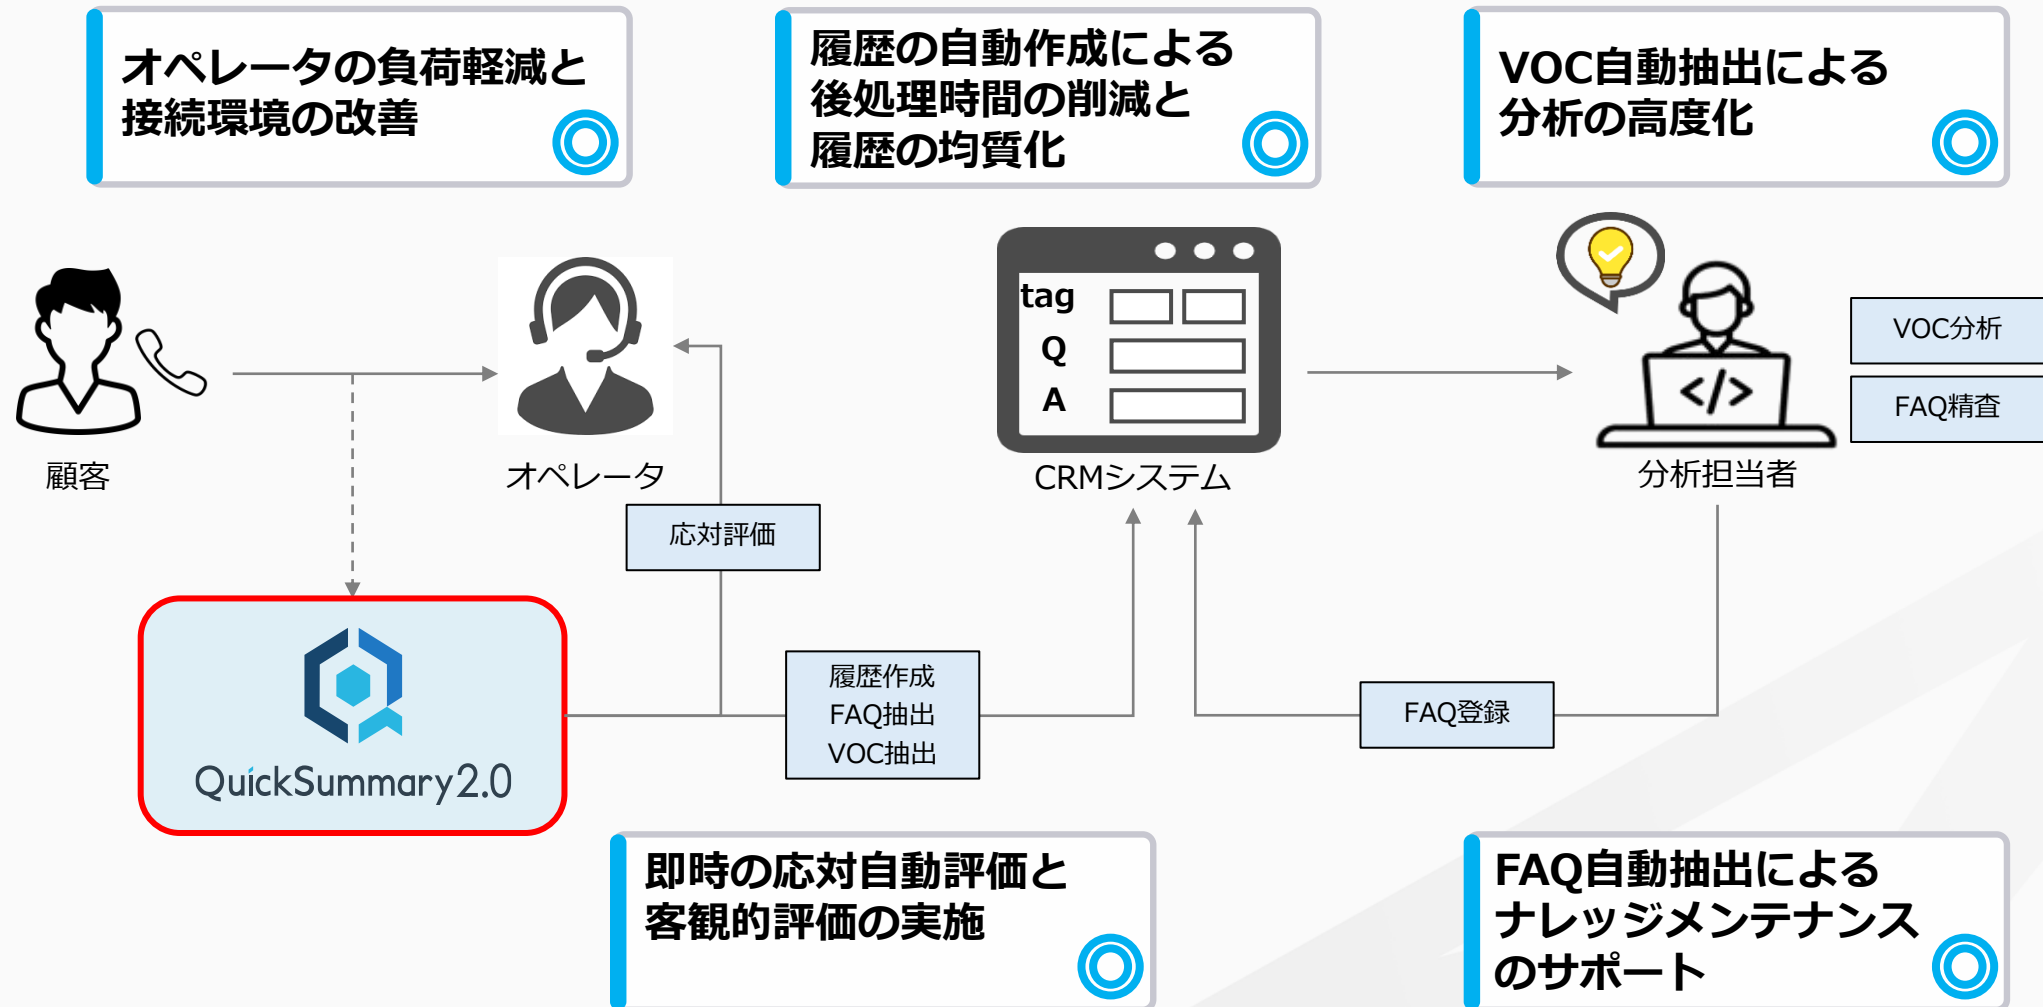 オペレータの負荷軽減と
接続環境の改善
履歴の自動作成による
後処理時間の削減と
履歴の均質化
VOC自動抽出による
分析の高度化
tag
Q
A
VOC分析
FAQ精査
顧客
オペレータ
CRMシステム
分析担当者
応対評価
履歴作成
FAQ抽出
VOC抽出
FAQ登録
QuickSummary2.0
即時の応対自動評価と
客観的評価の実施
FAQ自動抽出による
ナレッジメンテナンス
のサポート